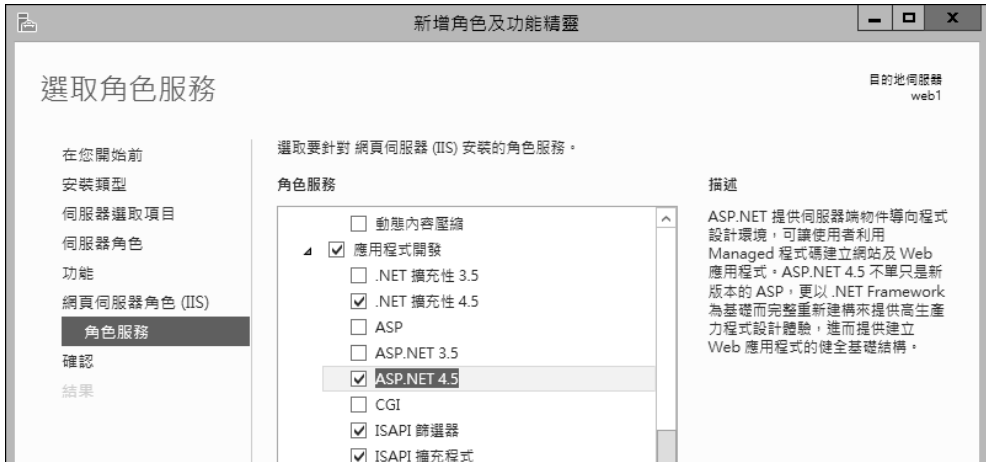 新增角色及功能精靈
選取角色服務
目的地伺服器
web1
在您開始前
安裝類型
伺服器選取項目
伺服器角色
功能
網頁伺服器角色 (IIS)
角色服務
確認
結果
選取要針對 網頁伺服器 (IIS) 安裝的角色服務。
角色服務
動態內容壓縮
應用程式開發
.NET 擴充性 3.5
.NET 擴充性 4.5
ASP
ASP.NET 3.5
ASP.NET 4.5
CGI
ISAPI 篩選器
ISAPI 擴充程式
描述
ASP.NET 提供伺服器端物件導向程式
設計環境，可讓使用者利用
Managed 程式碼建立網站及 Web
應用程式。ASP.NET 4.5 不單只是新
版本的 ASP，更以 .NET Framework
為基礎而完整重新建構來提供高生產
力程式設計體驗，進而提供建立
Web 應用程式的健全基礎結構。